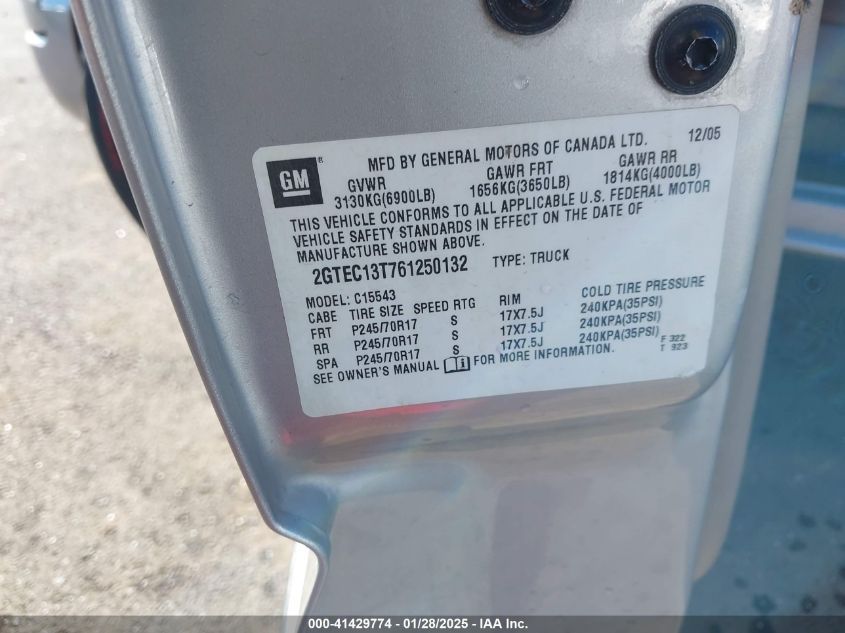 GM
MFD BY GENERAL MOTORS OF CANADA LTD. 12/05
GVWR GAWR FRT GAWR RR
3130KG(6900LB) 1656KG(3650LB) 1814KG(4000LB)
THIS VEHICLE CONFORMS TO ALL APPLICABLE U.S. FEDERAL MOTOR
VEHICLE SAFETY STANDARDS IN EFFECT ON THE DATE OF
MANUFACTURE SHOWN ABOVE.
2GTEC13T761250132 TYPE: TRUCK
MODEL: C15543
CABE TIRE SIZE SPEED RTG RIM COLD TIRE PRESSURE
FRT P245/70R17 S 17X7.5J 240KPA(35PSI)
RR P245/70R17 S 17X7.5J 240KPA(35PSI)
SPA P245/70R17 S 17X7.5J 240KPA(35PSI)
SEE OWNER'S MANUAL FOR MORE INFORMATION.
F 322
T 923
000-41429774 | 01/28/2025 - IAA Inc.